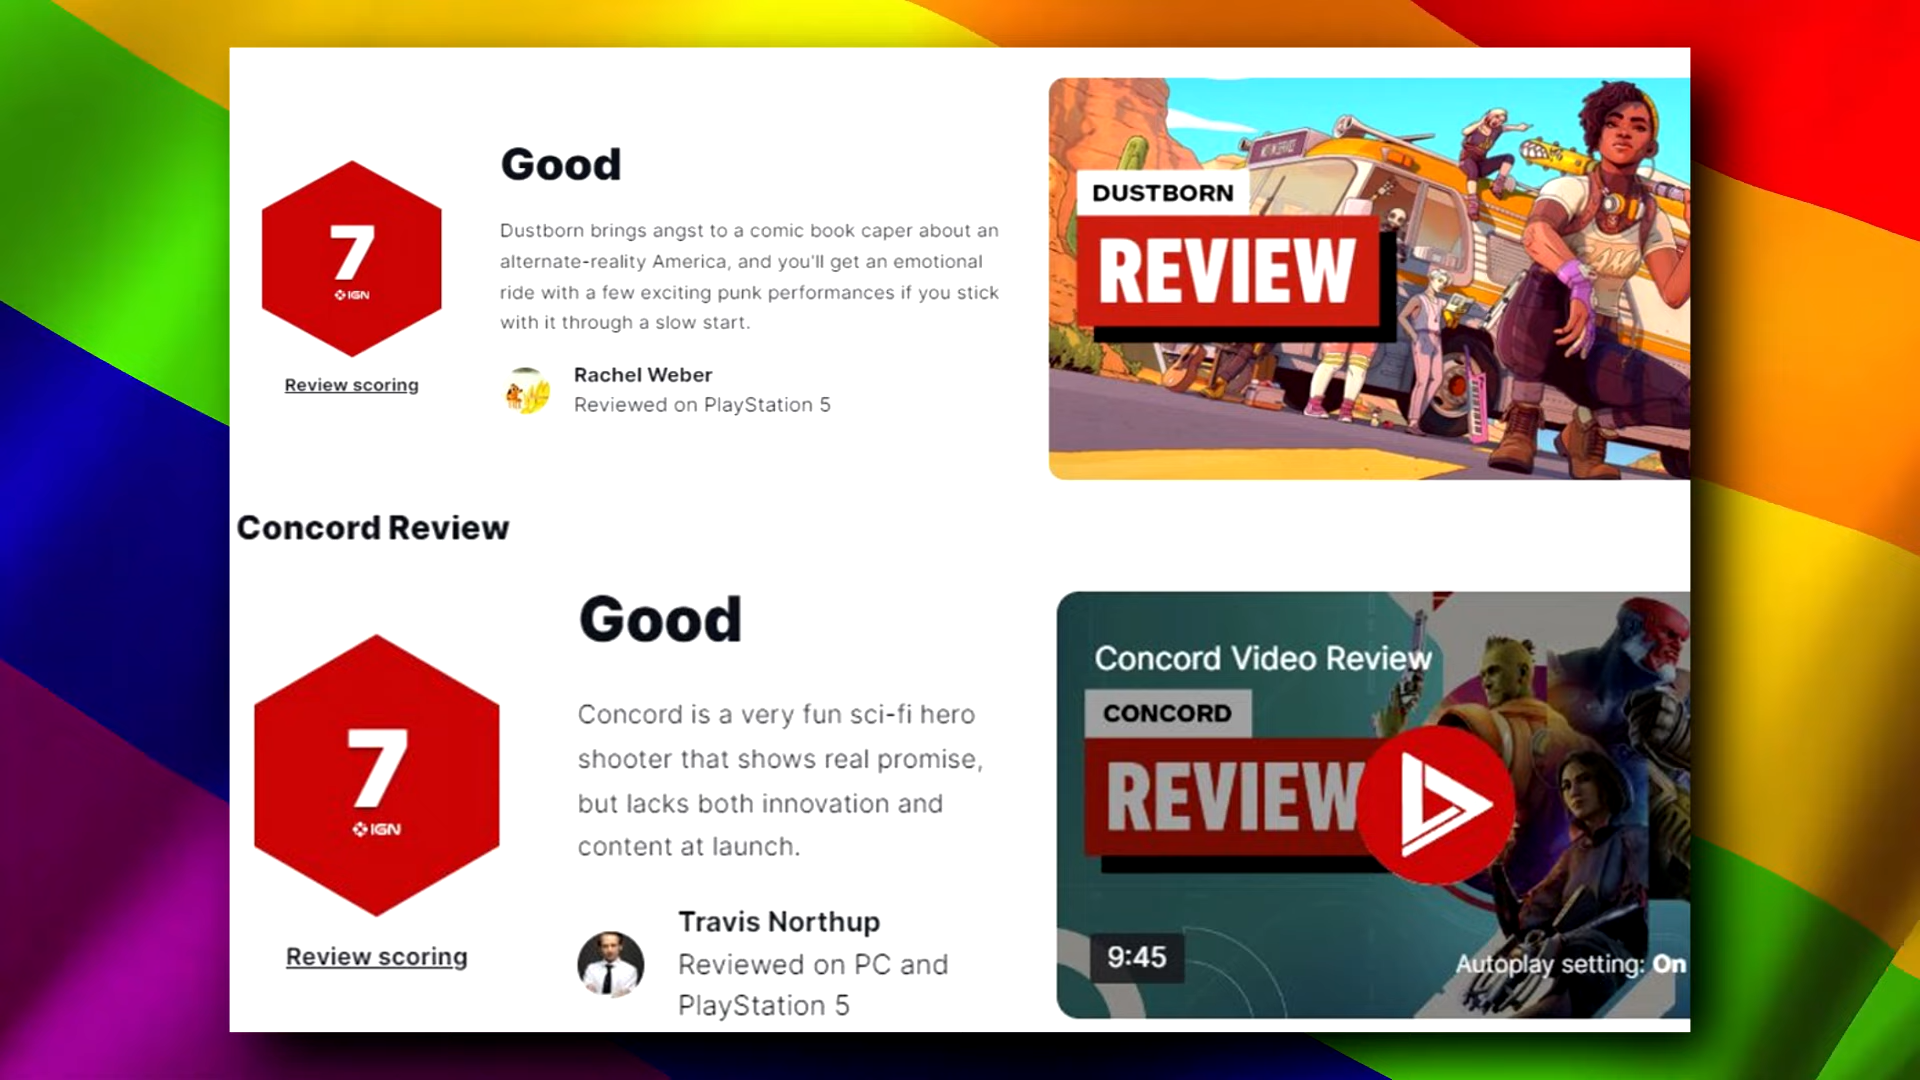 Good
7
IGN
Dustborn brings angst to a comic book caper about an
alternate-reality America, and you'll get an emotional
ride with a few exciting punk performances if you stick
with it through a slow start.
Review scoring
Rachel Weber
Reviewed on PlayStation 5
DUSTBORN
REVIEW
Concord Review
Good
7
IGN
Concord is a very fun sci-fi hero
shooter that shows real promise,
but lacks both innovation and
content at launch.
Review scoring
Travis Northup
Reviewed on PC and
PlayStation 5
Concord Video Review
CONCORD
REVIEW
9:45
Autoplay setting: On